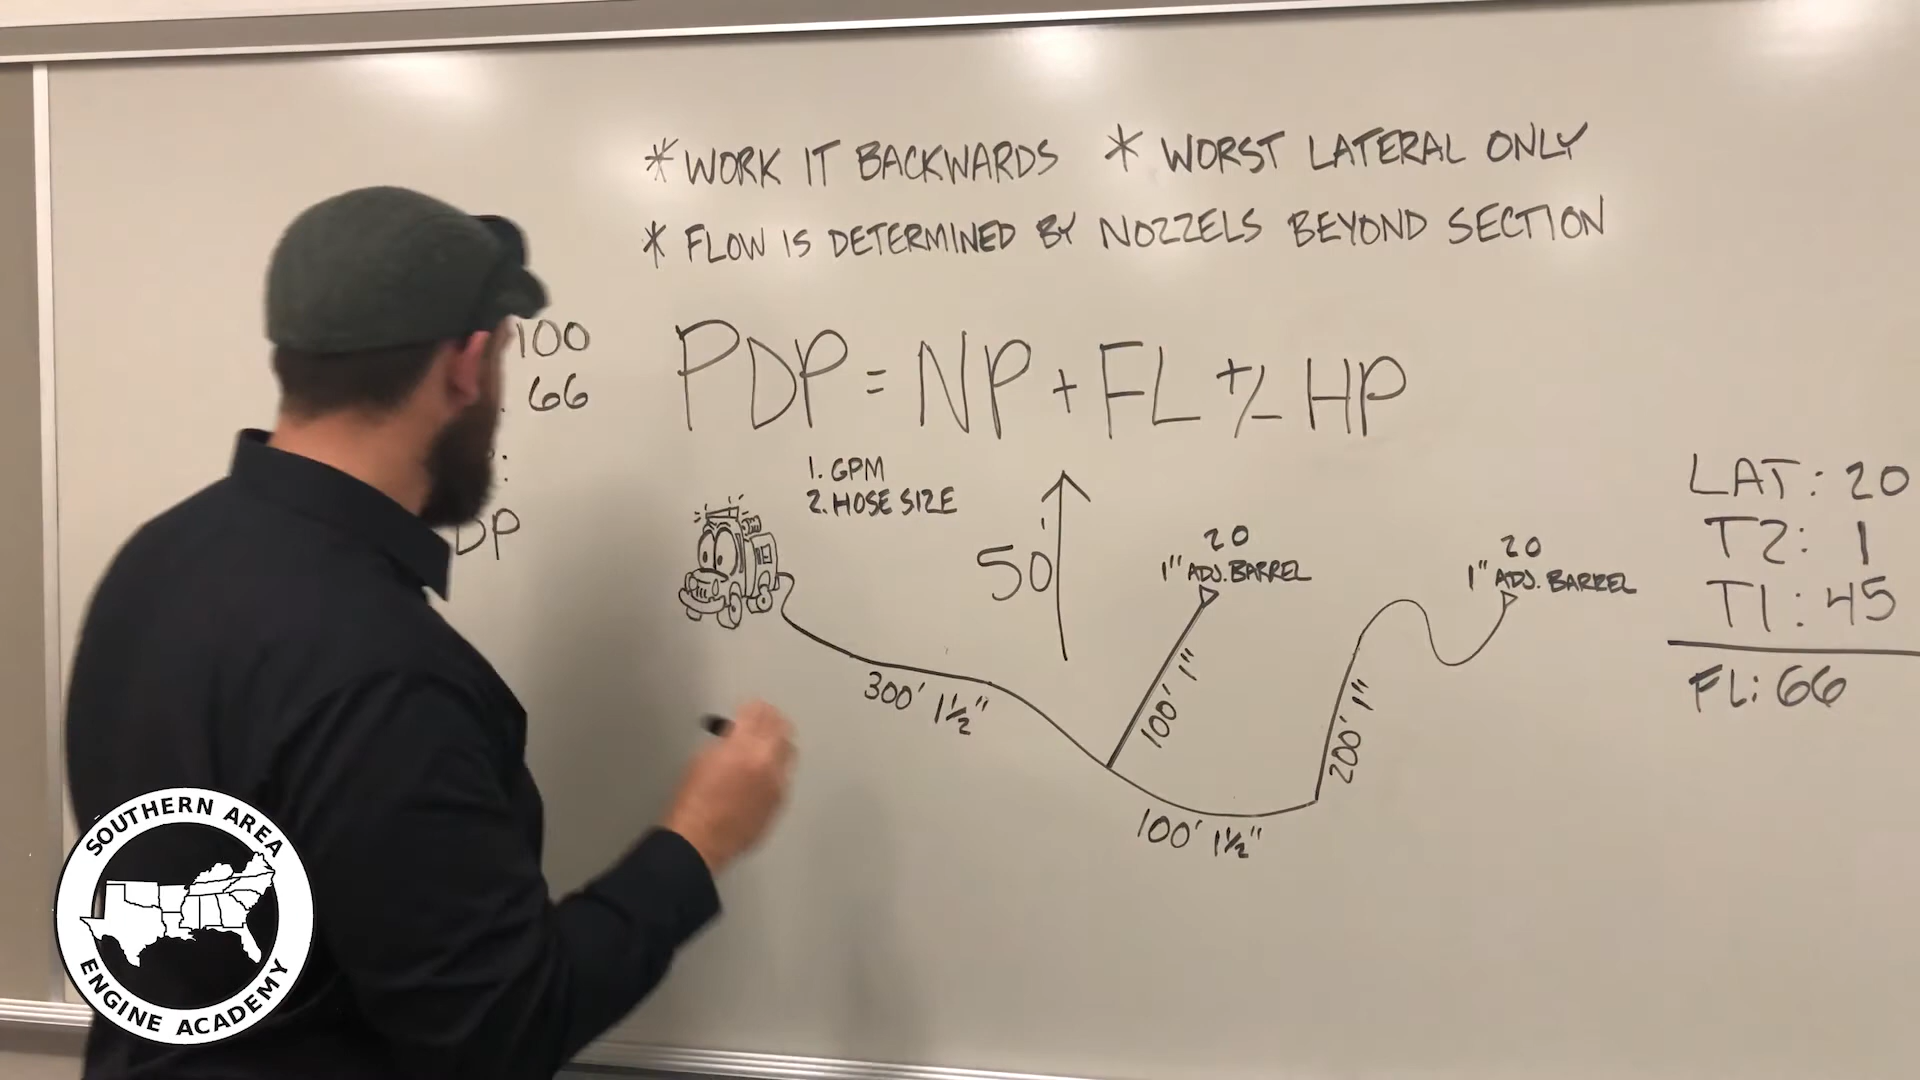 * WORK IT BACKWARDS * WORST LATERAL ONLY
* FLOW IS DETERMINED BY NOZZELS BEYOND SECTION
100
66
:
DP
PDP = NP + FL +/- HP
1. GPM
2. HOSE SIZE
50'
20
1" ADJ. BARREL
20
1" ADJ. BARREL
300' 1½"
100' 1"
200' 1"
100' 1½"
LAT: 20
T2: 1
T1: 45
FL: 66
SOUTHERN AREA
ENGINE ACADEMY